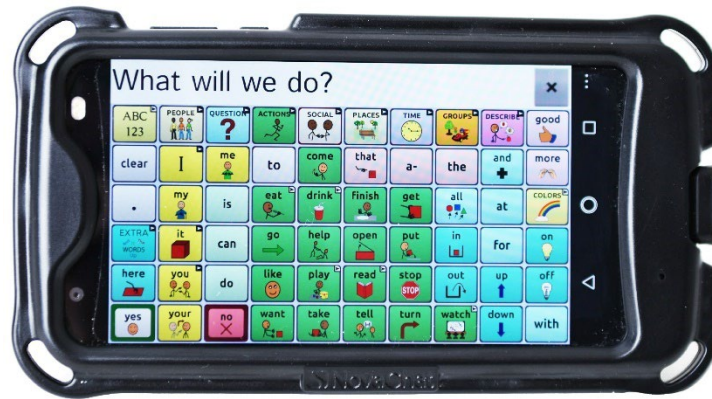 What will we do?
ABC 123 PEOPLE QUESTION ACTIONS SOCIAL PLACES TIME GROUPS DESCRIBE good
clear I me to come that a- the and more
. my is eat drink finish get all at COLORS
EXTRA WORDS it can go help open put in for on
here you do like play read stop STOP out up off
yes your no want take tell turn watch down with
NovaChat